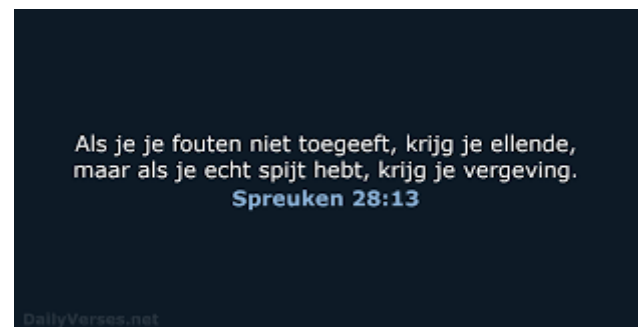 Als je je fouten niet toegeeft, krijg je ellende,
maar als je echt spijt hebt, krijg je vergeving.
Spreuken 28:13
DailyVerses.net